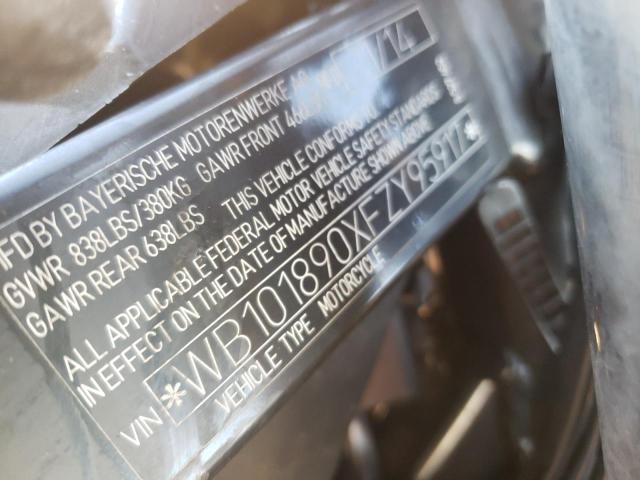 MFD BY BAYERISCHE MOTORENWERKE AG /14
GVWR 838LBS/380KG GAWR FRONT
GAWR REAR 638LBS THIS VEHICLE CONFORMS TO
ALL APPLICABLE FEDERAL MOTOR VEHICLE SAFETY STANDARDS
IN EFFECT ON THE DATE OF MANUFACTURE SHOWN ABOVE
VIN *WB101890XFZY95917*
VEHICLE TYPE MOTORCYCLE